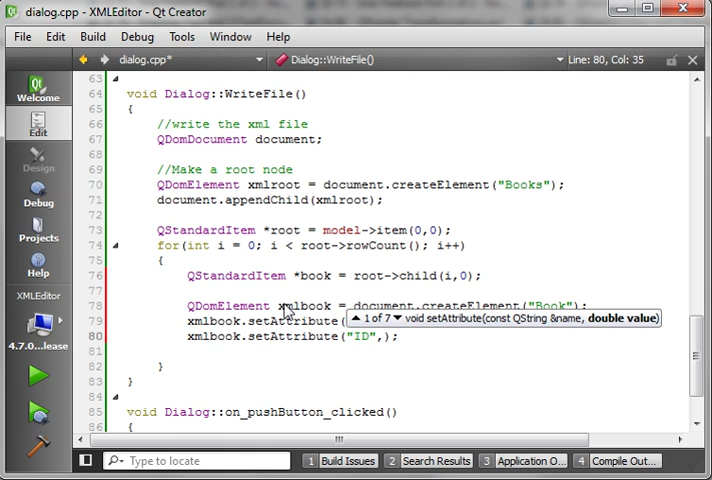 dialog.cpp - XMLEditor - Qt Creator
File Edit Build Debug Tools Window Help
dialog.cpp* Dialog::WriteFile() Line: 80, Col: 35
Welcome
Edit
Design
Debug
Projects
Help
XMLEditor
4.7.0...lease
63
64 void Dialog::WriteFile()
65 {
66 //write the xml file
67 QDomDocument document;
68
69 //Make a root node
70 QDomElement xmlroot = document.createElement("Books");
71 document.appendChild(xmlroot);
72
73 QStandardItem *root = model->item(0,0);
74 for(int i = 0; i < root->rowCount(); i++)
75 {
76 QStandardItem *book = root->child(i,0);
77
78 QDomElement xmlbook = document.createElement("Book");
79 xmlbook.setAttribute(
1 of 7 void setAttribute(const QString &name, double value)
80 xmlbook.setAttribute("ID",);
81
82 }
83 }
84
85 void Dialog::on_pushButton_clicked()
86 {
Type to locate 1 Build Issues 2 Search Results 3 Application O... 4 Compile Out...